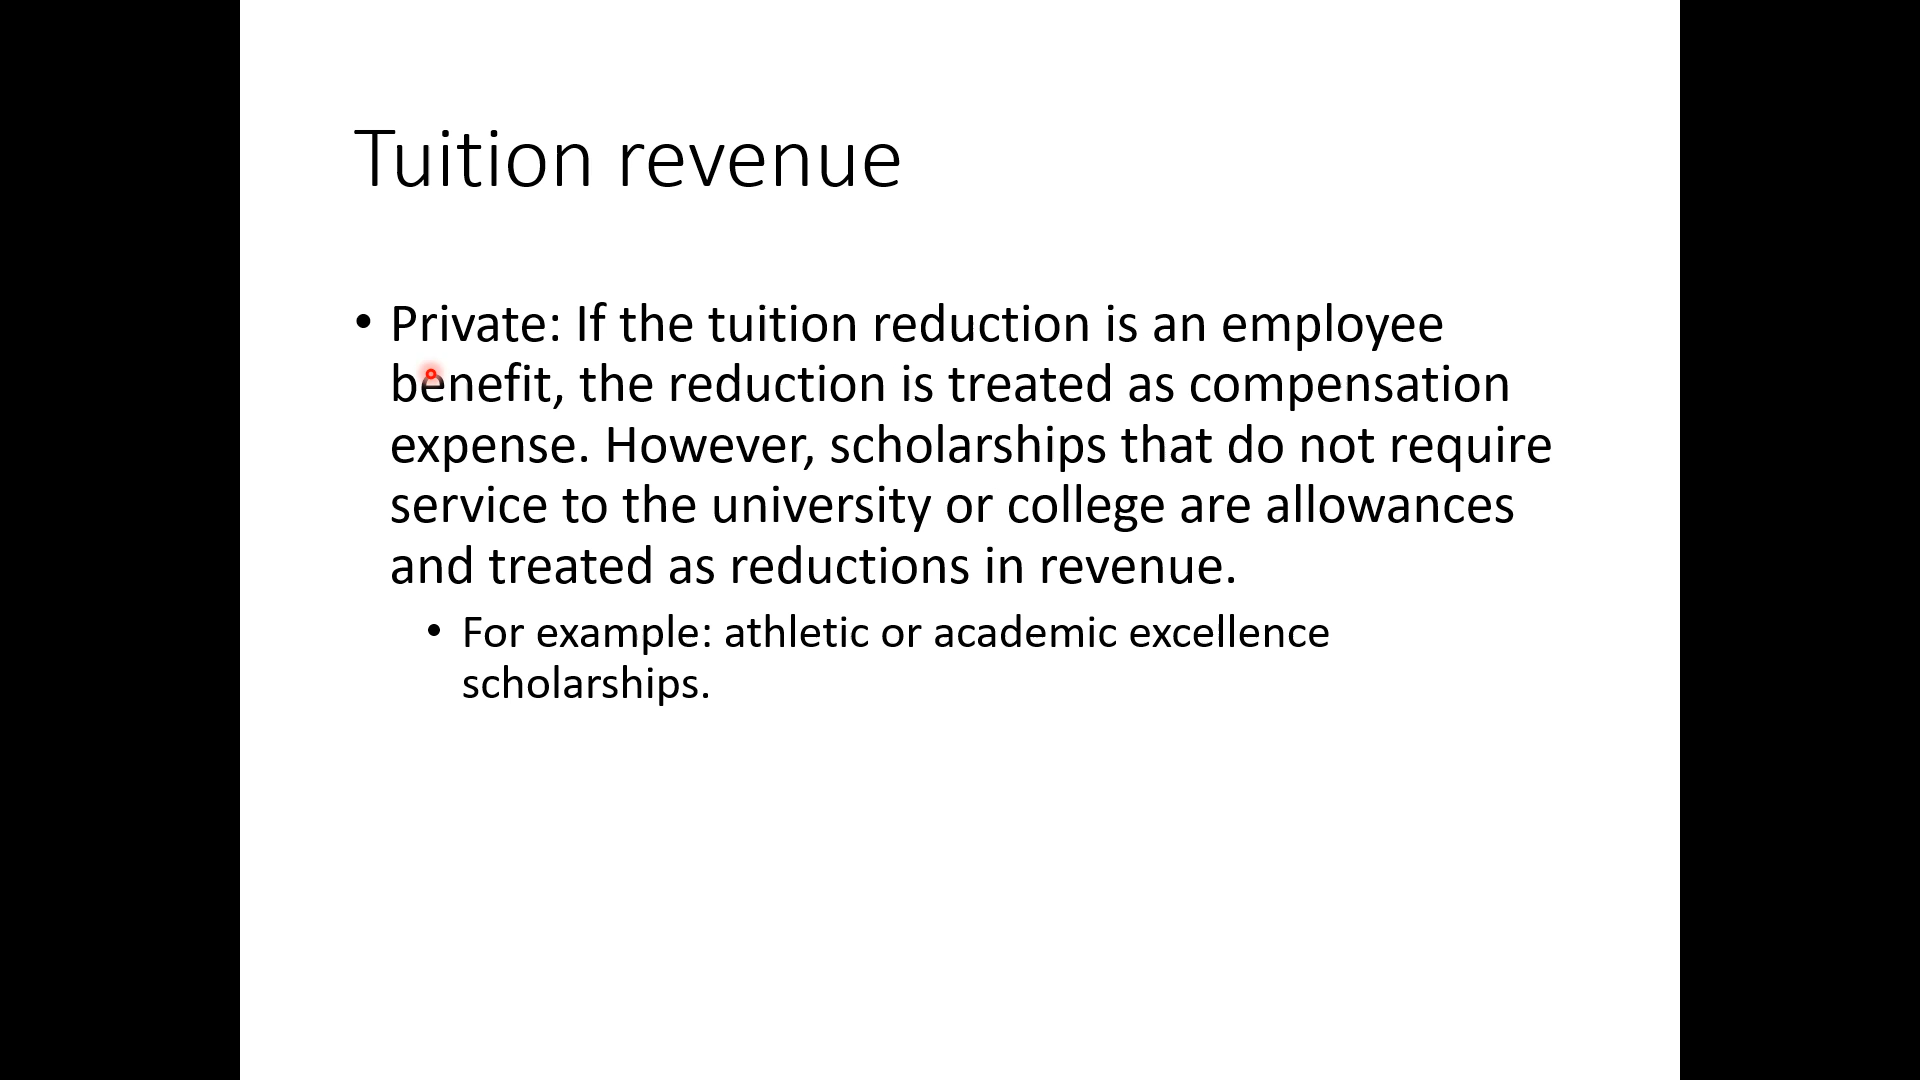 Tuition revenue
• Private: If the tuition reduction is an employee
benefit, the reduction is treated as compensation
expense. However, scholarships that do not require
service to the university or college are allowances
and treated as reductions in revenue.
• For example: athletic or academic excellence
scholarships.